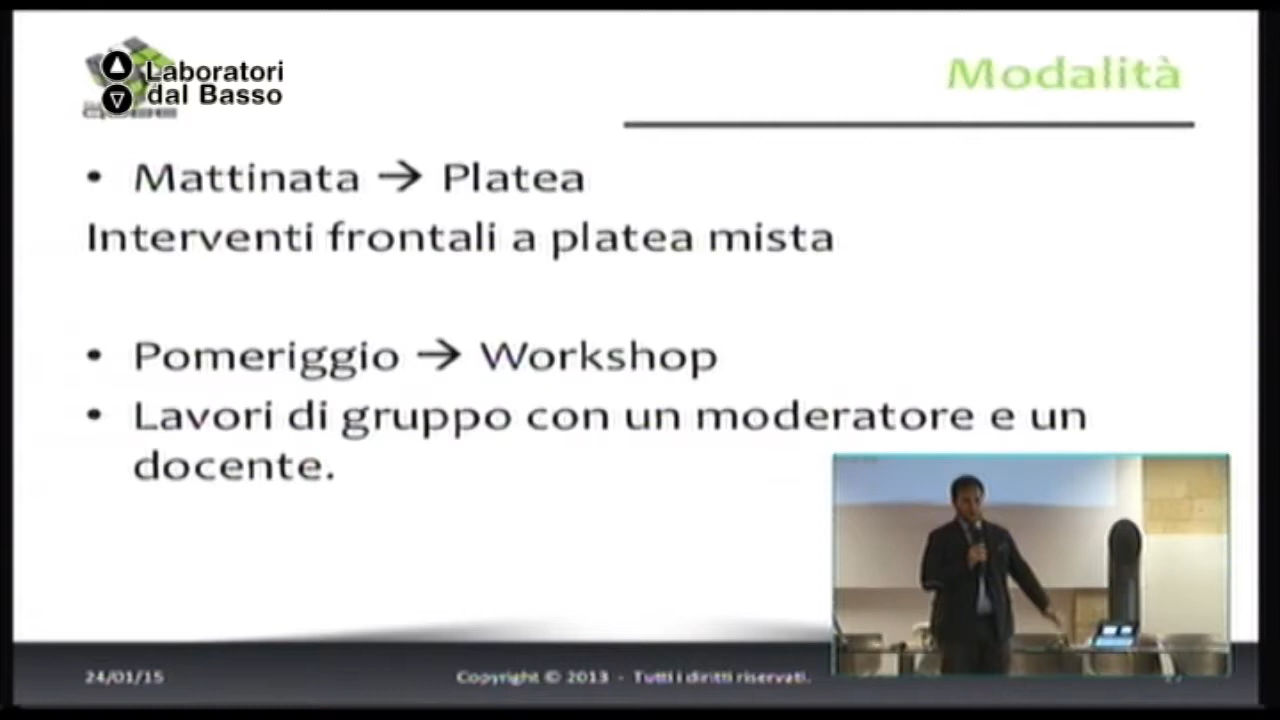 Laboratori
dal Basso
Modalità
• Mattinata → Platea
Interventi frontali a platea mista
• Pomeriggio → Workshop
• Lavori di gruppo con un moderatore e un
docente.
24/01/15
Copyright © 2013 - Tutti i diritti riservati.